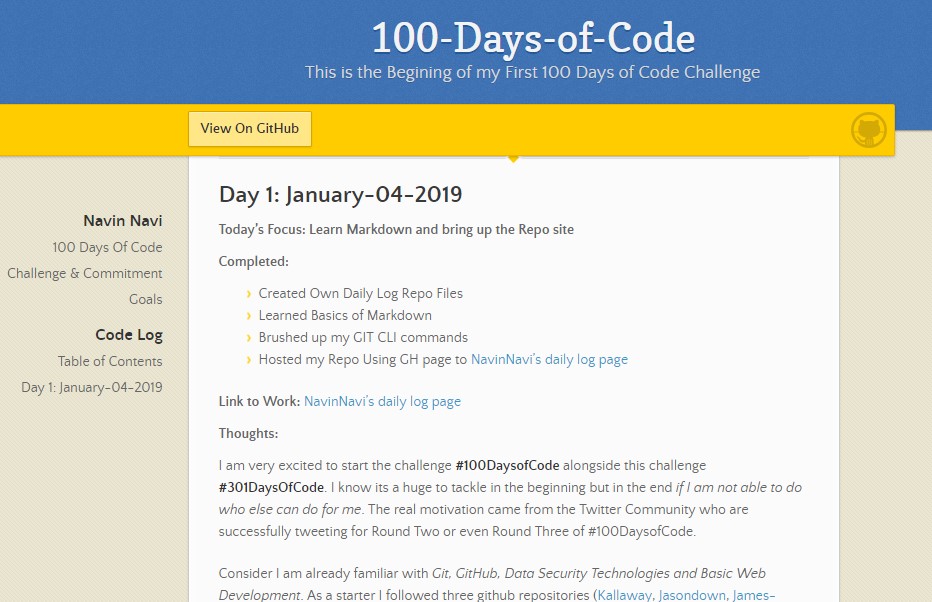 100-Days-of-Code
This is the Begining of my First 100 Days of Code Challenge
View On GitHub
Navin Navi
100 Days Of Code
Challenge & Commitment
Goals
Code Log
Table of Contents
Day 1: January-04-2019
Day 1: January-04-2019
Today's Focus: Learn Markdown and bring up the Repo site
Completed:
› Created Own Daily Log Repo Files
› Learned Basics of Markdown
› Brushed up my GIT CLI commands
› Hosted my Repo Using GH page to NavinNavi's daily log page
Link to Work: NavinNavi's daily log page
Thoughts:
I am very excited to start the challenge #100DaysofCode alongside this challenge
#301DaysOfCode. I know its a huge to tackle in the beginning but in the end if I am not able to do
who else can do for me. The real motivation came from the Twitter Community who are
successfully tweeting for Round Two or even Round Three of #100DaysofCode.
Consider I am already familiar with Git, GitHub, Data Security Technologies and Basic Web
Development. As a starter I followed three github repositories (Kallaway, Jasondown, James-